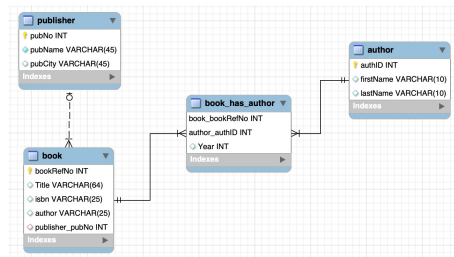 publisher
pubNo INT
pubName VARCHAR(45)
pubCity VARCHAR(45)
Indexes
book
bookRefNo INT
Title VARCHAR(64)
isbn VARCHAR(25)
author VARCHAR(25)
publisher_pubNo INT
Indexes
book_has_author
book_bookRefNo INT
author_authID INT
Year INT
Indexes
author
authID INT
firstName VARCHAR(10)
lastName VARCHAR(10)
Indexes